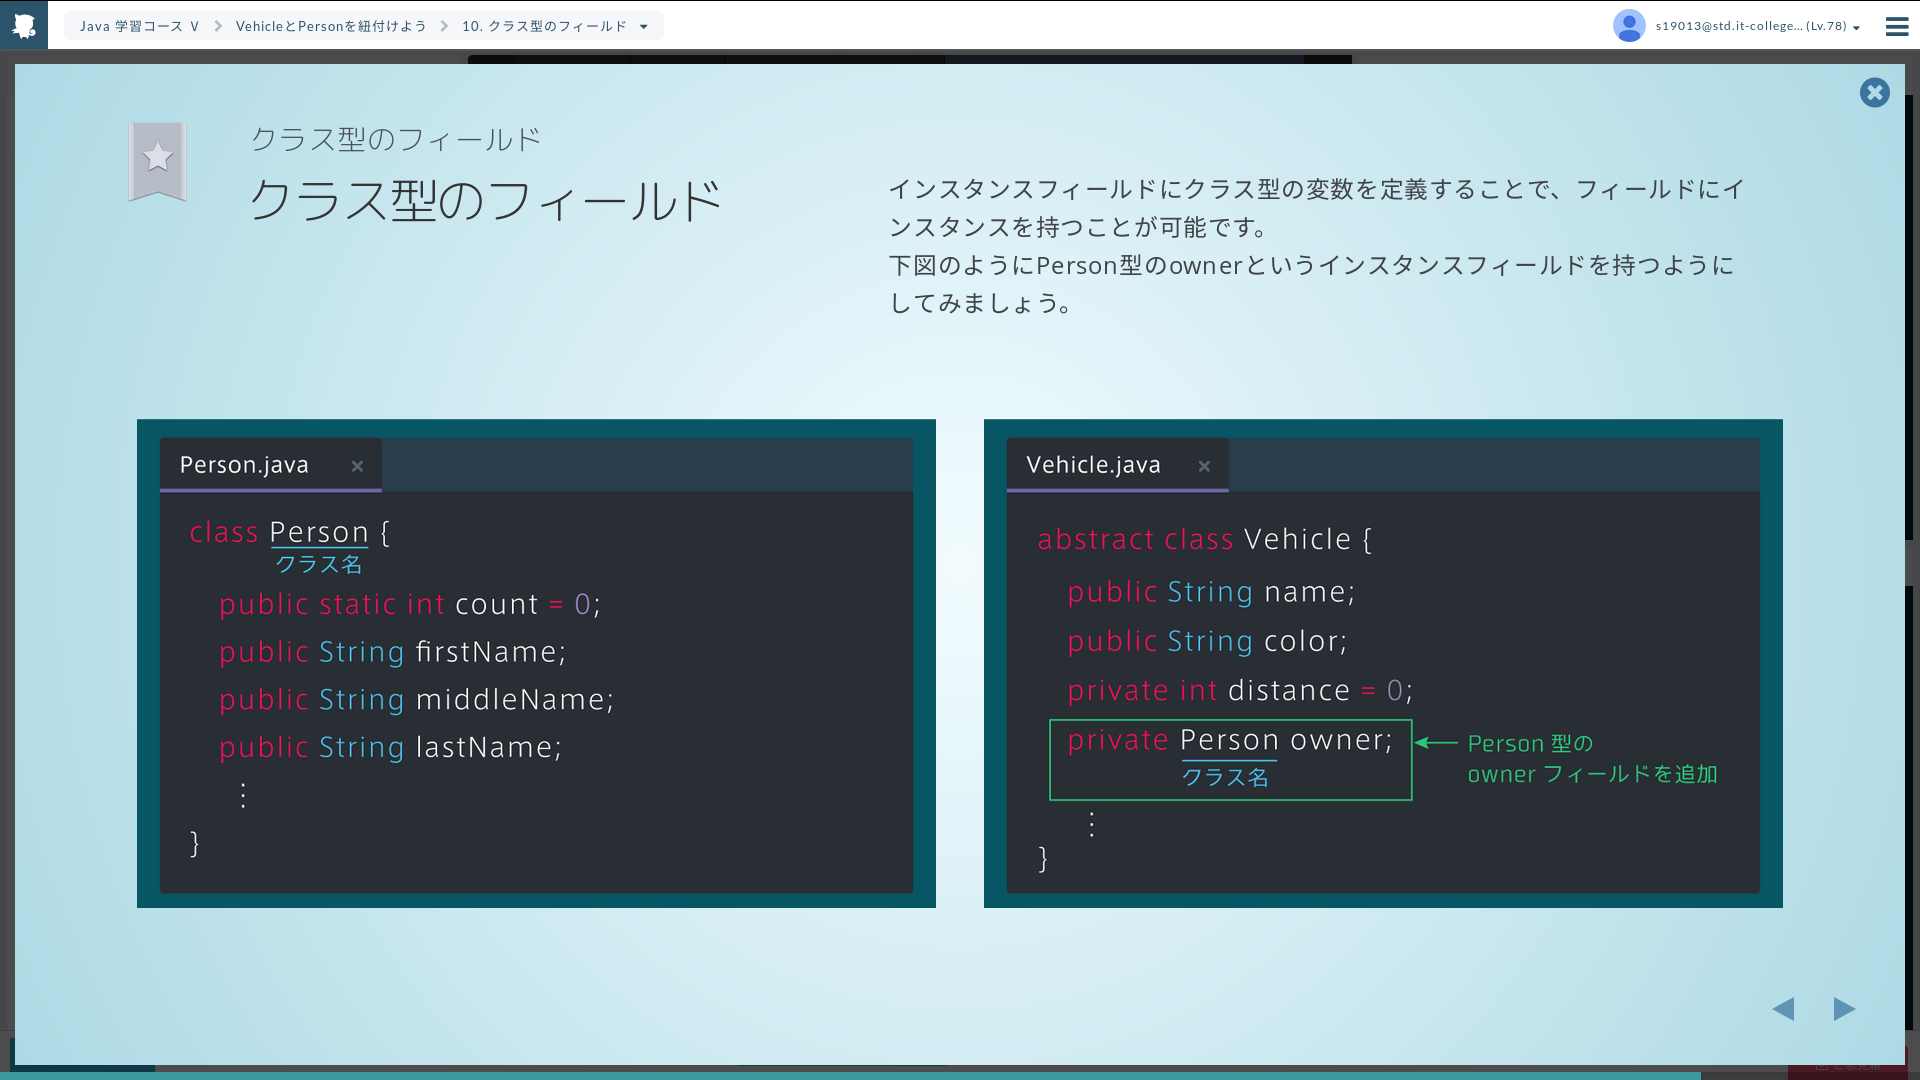 Java 学習コース Ⅴ
VehicleとPersonを紐付けよう
10. クラス型のフィールド
s19013@std.it-college... (Lv.78)
クラス型のフィールド
クラス型のフィールド
インスタンスフィールドにクラス型の変数を定義することで、フィールドにイ
ンスタンスを持つことが可能です。
下図のようにPerson型のownerというインスタンスフィールドを持つように
してみましょう。
Person.java ×
class Person {
クラス名
public static int count = 0;
public String firstName;
public String middleName;
public String lastName;
⋮
}
Vehicle.java ×
abstract class Vehicle {
public String name;
public String color;
private int distance = 0;
private Person owner;
クラス名
Person 型の
owner フィールドを追加
⋮
}